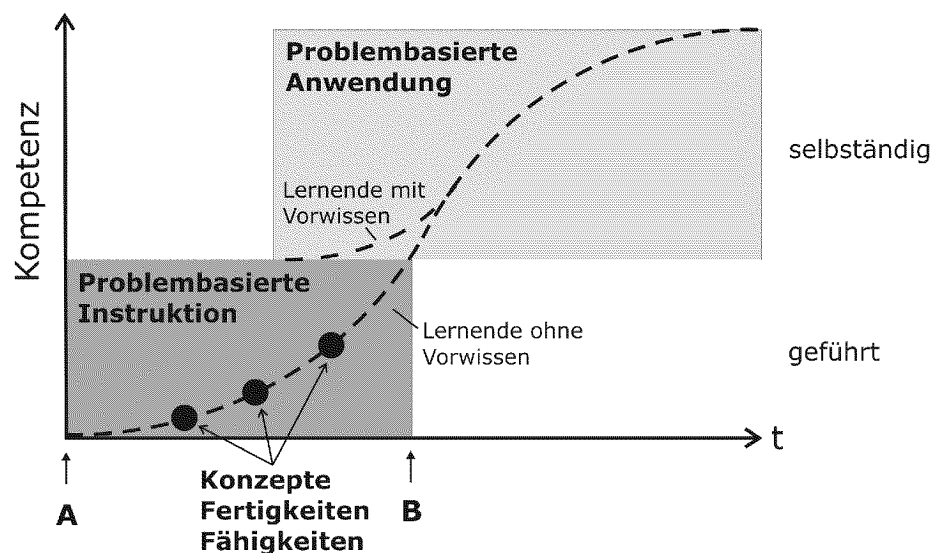 Problembasierte
Anwendung
Kompetenz
selbständig
Lernende mit
Vorwissen
Problembasierte
Instruktion
Lernende ohne
Vorwissen
geführt
t
A
Konzepte
Fertigkeiten
Fähigkeiten
B